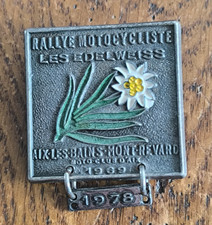 RALLYE MOTOCYCLISTE
LES EDELWEISS
AIX-LES-BAINS-MONT-REVARD
1969
1978